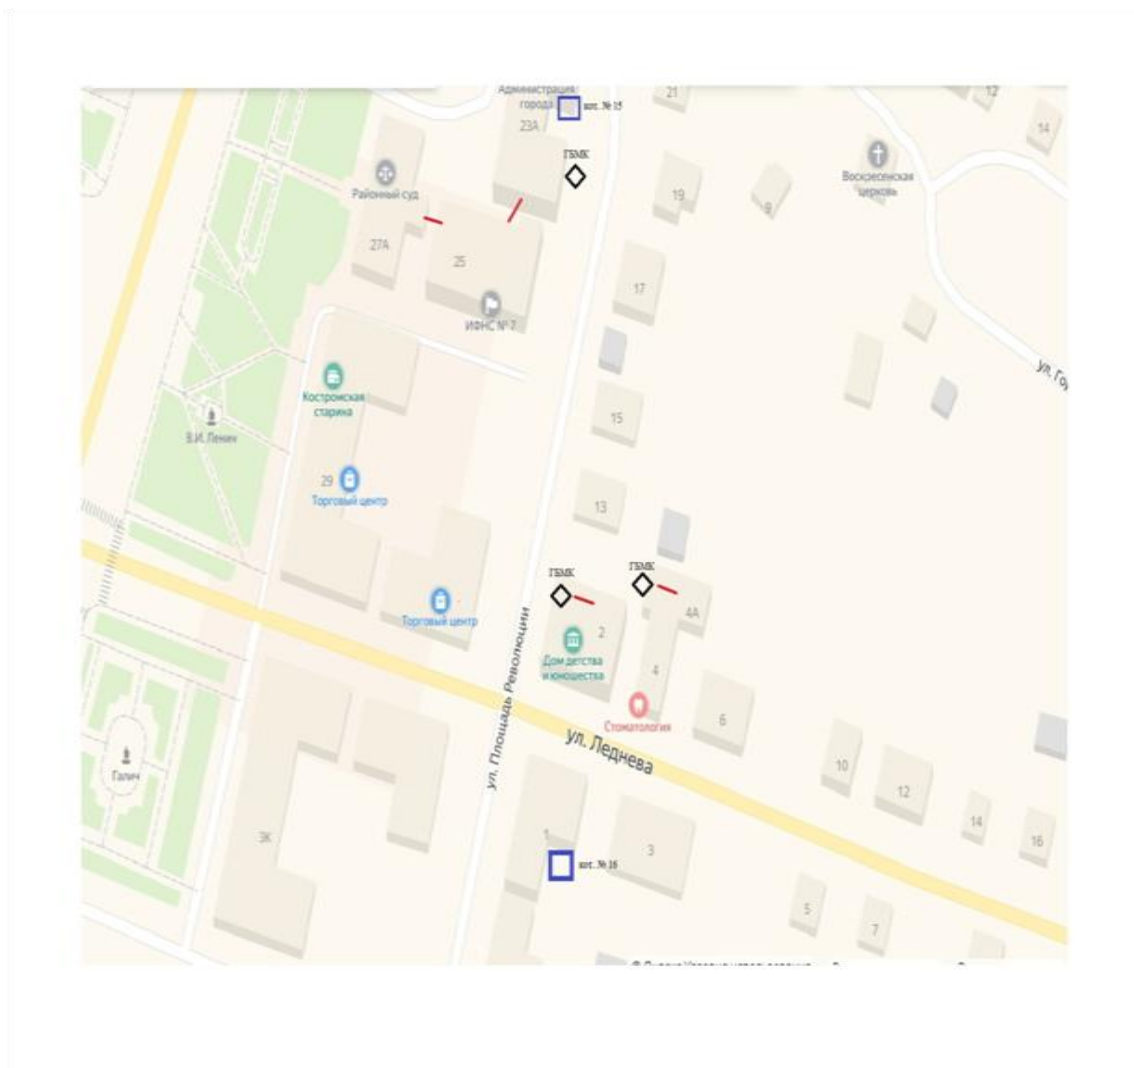 Администрация
города
кот. № 15
23А
21
12
14
ГБМК
Воскресенская
церковь
Районный суд
19
9
27А
25
17
ИФНС № 7
ул. Го
Костромская
старина
15
В.И. Ленин
29
Торговый центр
13
ГБМК
ГБМК
Торговый центр
4А
2
Дом детства
и юношества
4
Стоматология
6
ул. Площадь Революции
ул. Леднева
Галич
10
12
14
16
3К
1
3
кот. № 16
5
7